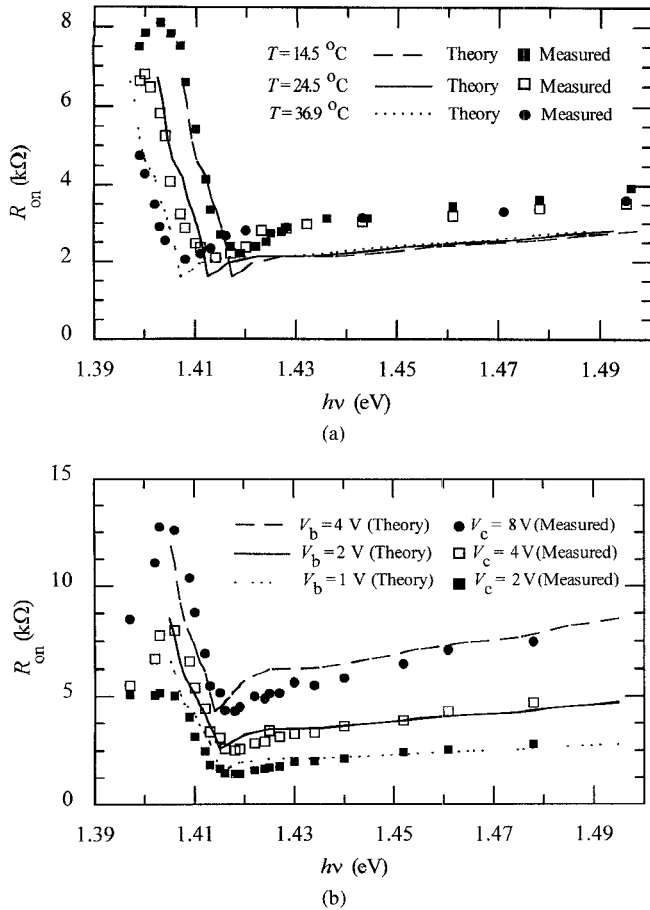 8
6
4
2
0
R_on (kΩ)
T = 14.5 °C Theory Measured
T = 24.5 °C Theory Measured
T = 36.9 °C Theory Measured
1.39 1.41 1.43 1.45 1.47 1.49
hν (eV)
(a)
15
10
5
0
R_on (kΩ)
V_b = 4 V (Theory) V_c = 8 V (Measured)
V_b = 2 V (Theory) V_c = 4 V (Measured)
V_b = 1 V (Theory) V_c = 2 V (Measured)
1.39 1.41 1.43 1.45 1.47 1.49
hν (eV)
(b)